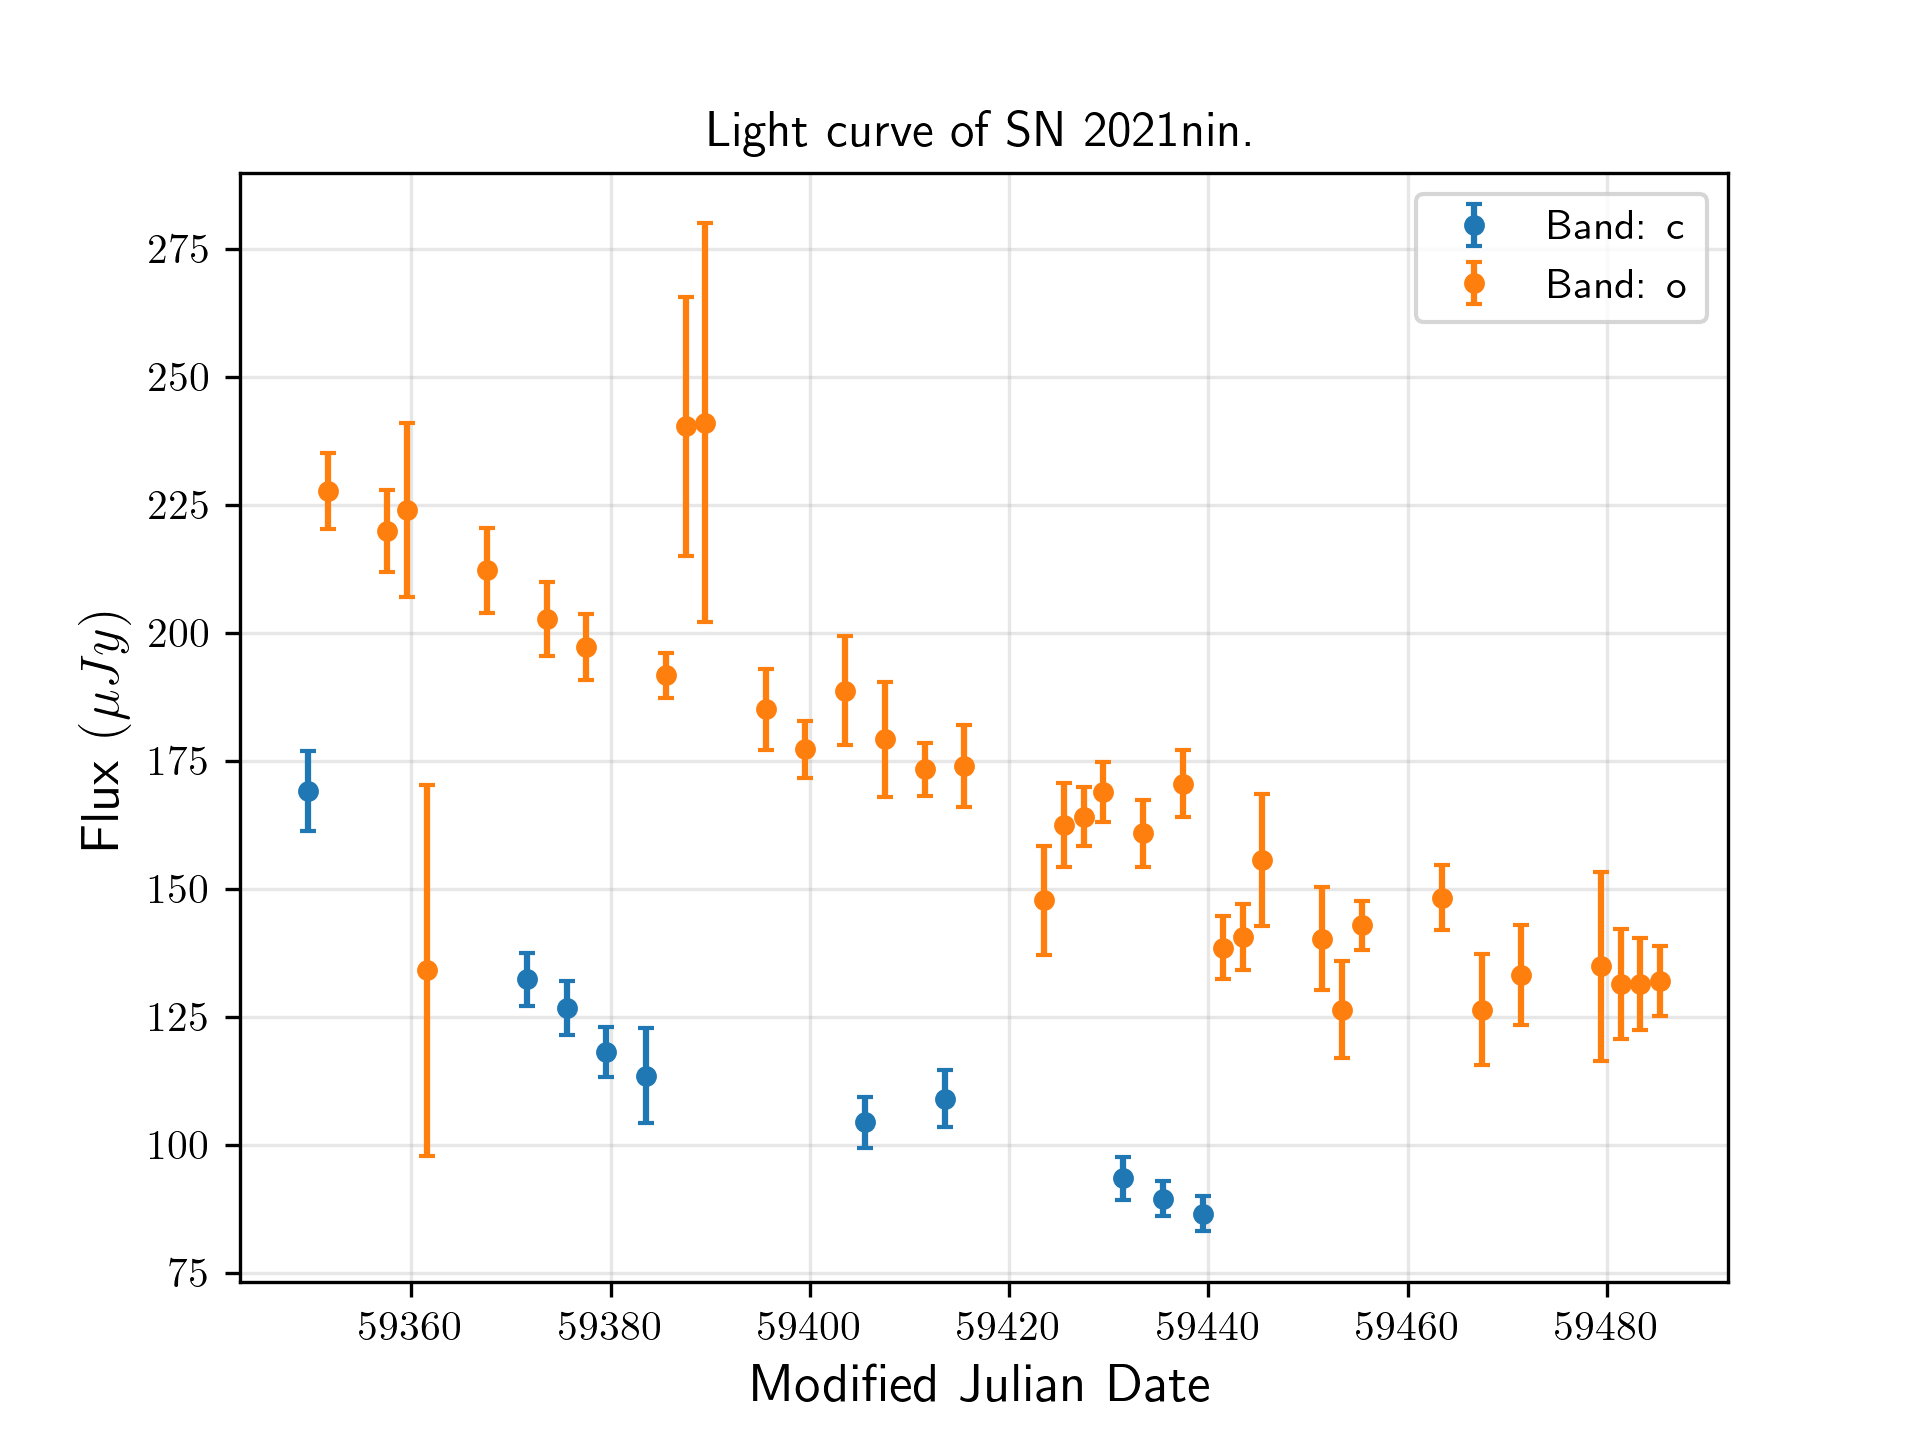 Light curve of SN 2021nin.
Band: c
Band: o
275
250
225
200
175
150
125
100
75
Flux (μJy)
59360 59380 59400 59420 59440 59460 59480
Modified Julian Date